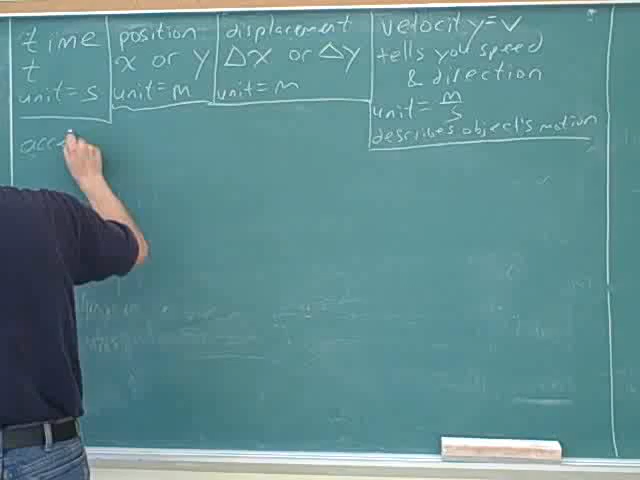 time
t
unit = s
position
x or y
unit = m
displacement
Δx or Δy
unit = m
velocity = v
tells you speed
& direction
unit = m/s
describes object's motion
acc